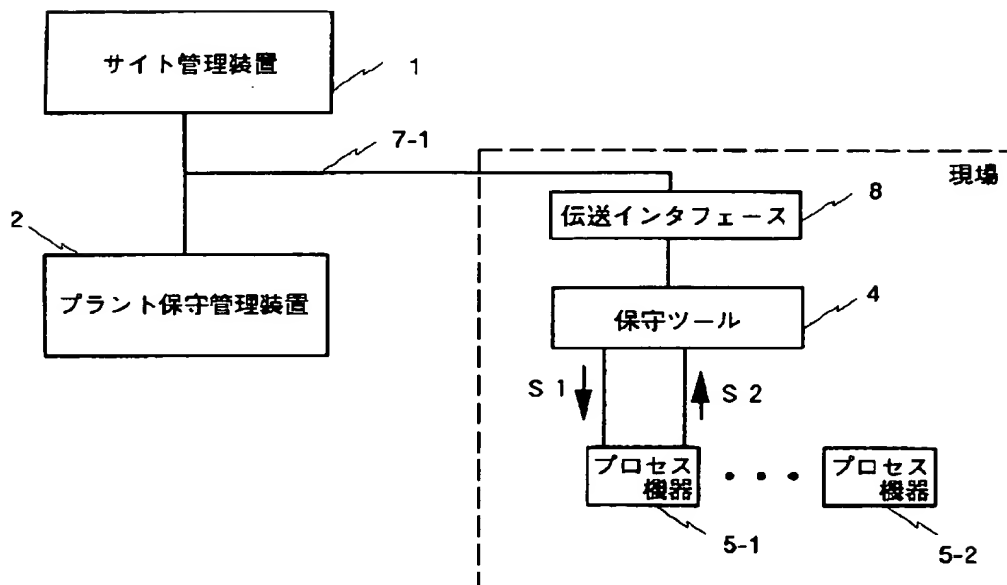 サイト管理装置
1
7-1
現場
2
伝送インタフェース
8
プラント保守管理装置
保守ツール
4
S1
S2
プロセス
機器
プロセス
機器
5-1
5-2